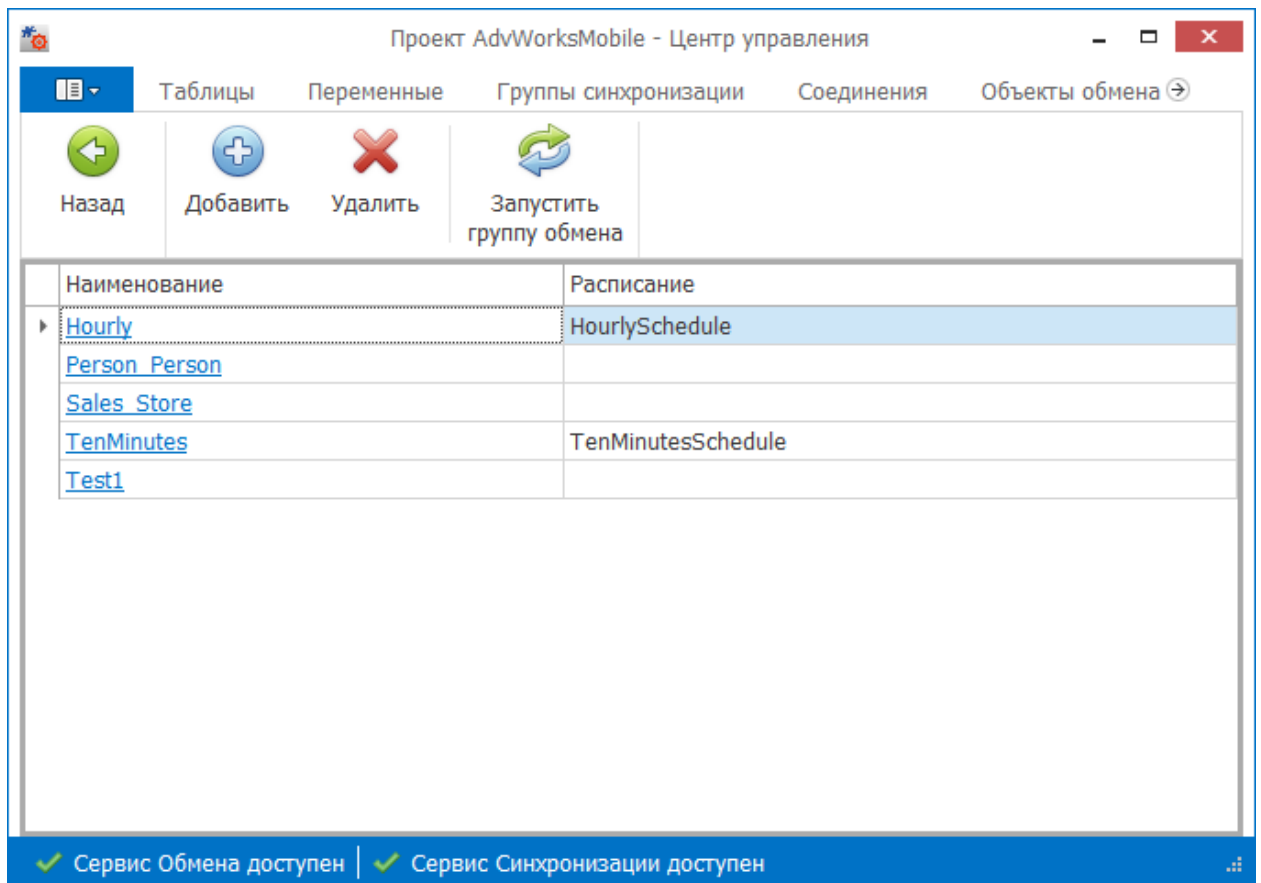 Проект AdvWorksMobile - Центр управления
Таблицы Переменные Группы синхронизации Соединения Объекты обмена
Назад Добавить Удалить Запустить
группу обмена
Наименование Расписание
Hourly HourlySchedule
Person_Person
Sales_Store
TenMinutes TenMinutesSchedule
Test1
Сервис Обмена доступен Сервис Синхронизации доступен